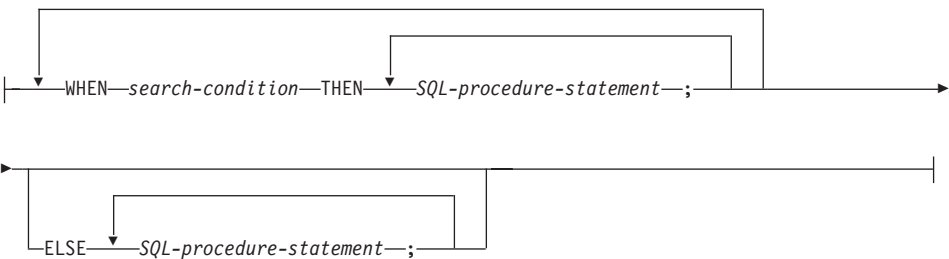 WHEN search-condition THEN SQL-procedure-statement ;
ELSE SQL-procedure-statement ;